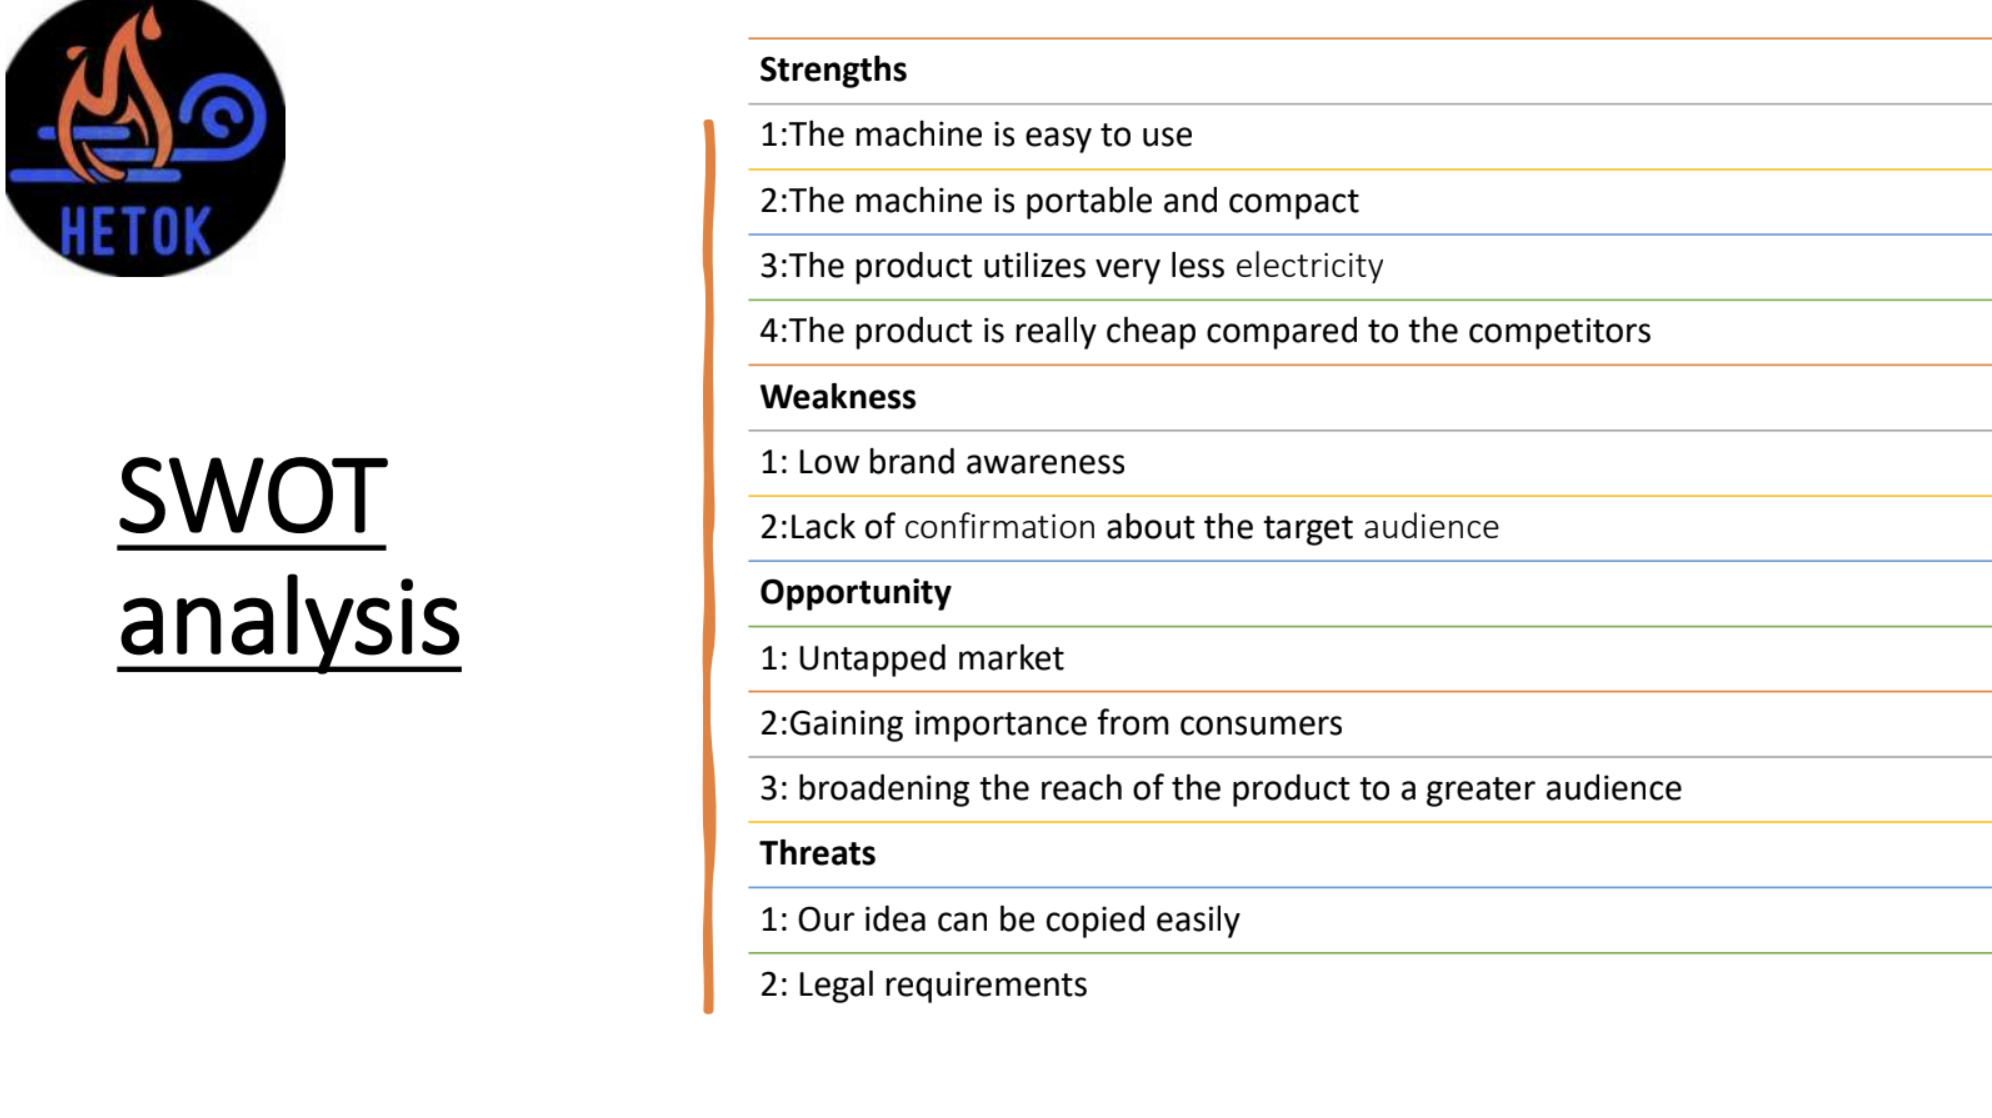 HETOK
SWOT
analysis
Strengths
1:The machine is easy to use
2:The machine is portable and compact
3:The product utilizes very less electricity
4:The product is really cheap compared to the competitors
Weakness
1: Low brand awareness
2:Lack of confirmation about the target audience
Opportunity
1: Untapped market
2:Gaining importance from consumers
3: broadening the reach of the product to a greater audience
Threats
1: Our idea can be copied easily
2: Legal requirements